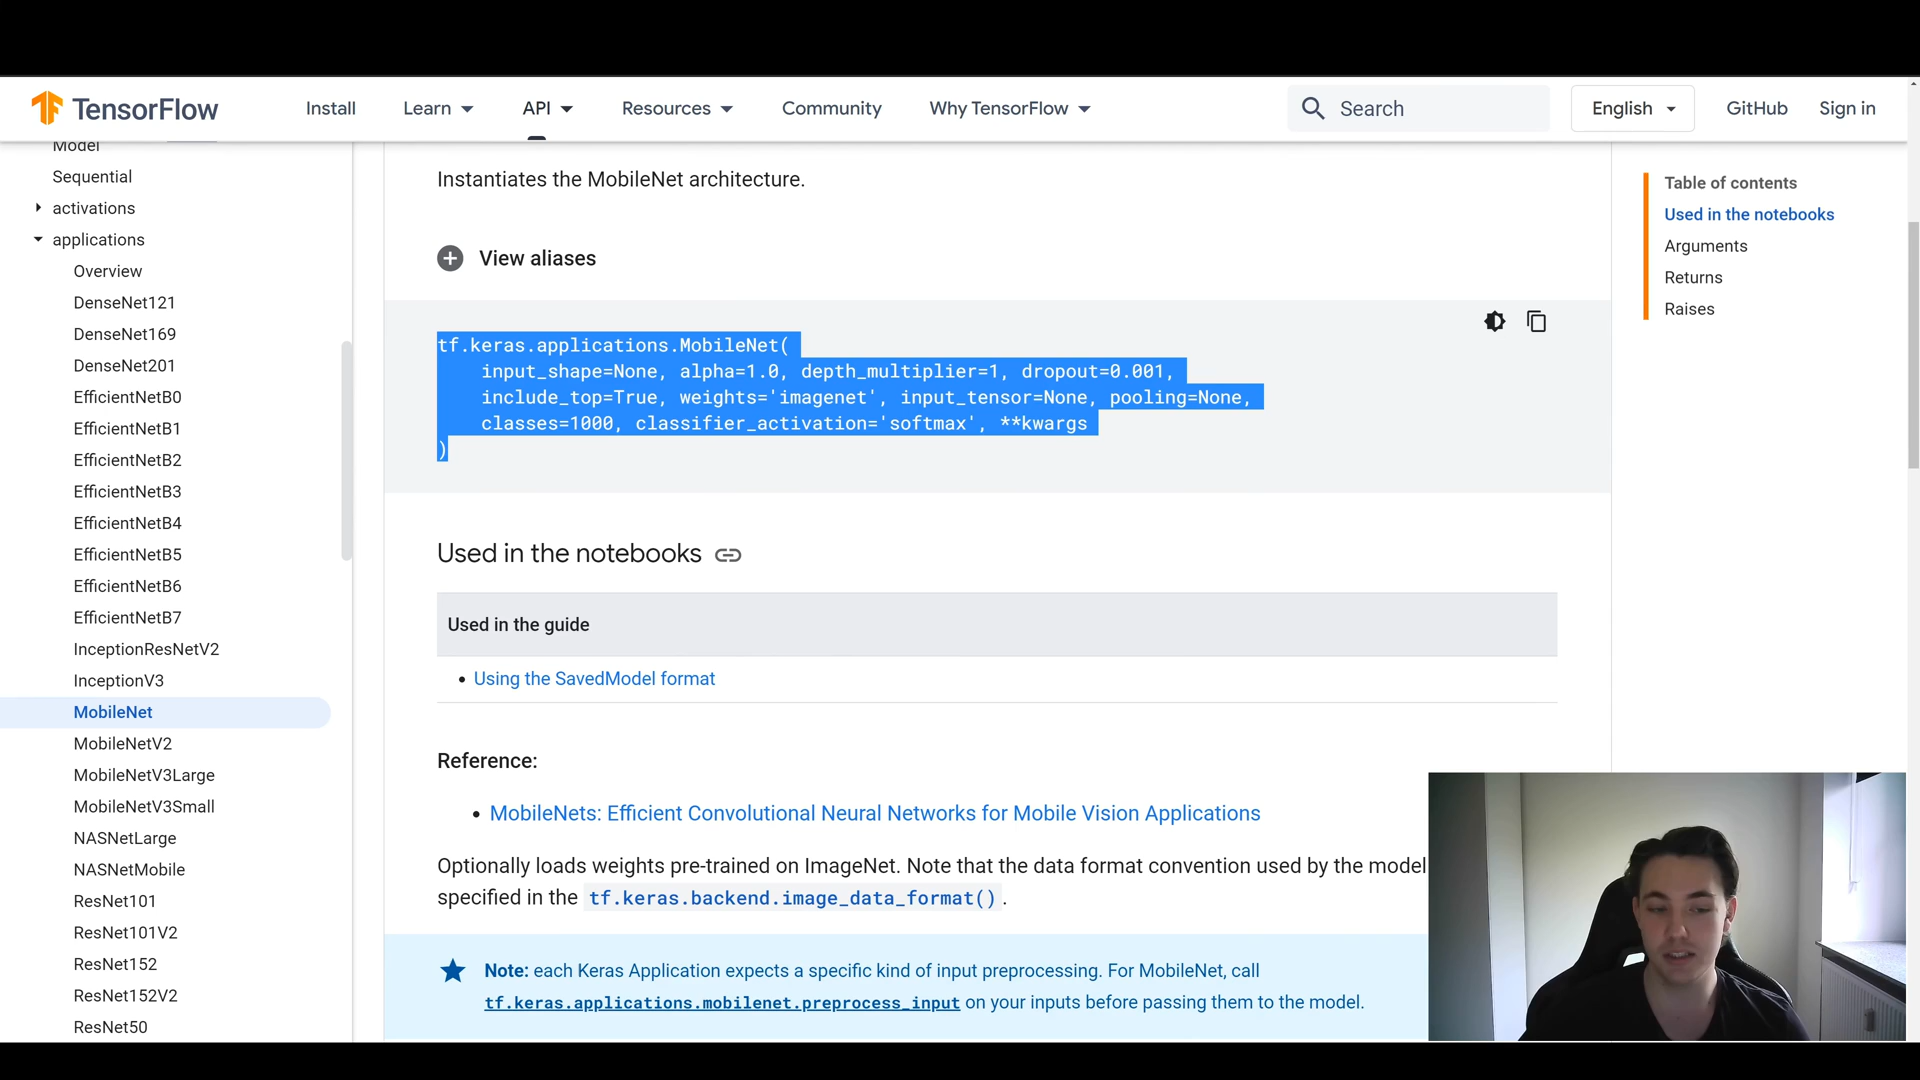 TensorFlow
Install
Learn
API
Resources
Community
Why TensorFlow
Search
English
GitHub
Sign in
Model
Sequential
activations
applications
Overview
DenseNet121
DenseNet169
DenseNet201
EfficientNetB0
EfficientNetB1
EfficientNetB2
EfficientNetB3
EfficientNetB4
EfficientNetB5
EfficientNetB6
EfficientNetB7
InceptionResNetV2
InceptionV3
MobileNet
MobileNetV2
MobileNetV3Large
MobileNetV3Small
NASNetLarge
NASNetMobile
ResNet101
ResNet101V2
ResNet152
ResNet152V2
ResNet50
Instantiates the MobileNet architecture.
View aliases
tf.keras.applications.MobileNet(
input_shape=None, alpha=1.0, depth_multiplier=1, dropout=0.001,
include_top=True, weights='imagenet', input_tensor=None, pooling=None,
classes=1000, classifier_activation='softmax', **kwargs
)
Used in the notebooks
Used in the guide
• Using the SavedModel format
Reference:
• MobileNets: Efficient Convolutional Neural Networks for Mobile Vision Applications
Optionally loads weights pre-trained on ImageNet. Note that the data format convention used by the model
specified in the tf.keras.backend.image_data_format().
Note: each Keras Application expects a specific kind of input preprocessing. For MobileNet, call
tf.keras.applications.mobilenet.preprocess_input on your inputs before passing them to the model.
Table of contents
Used in the notebooks
Arguments
Returns
Raises